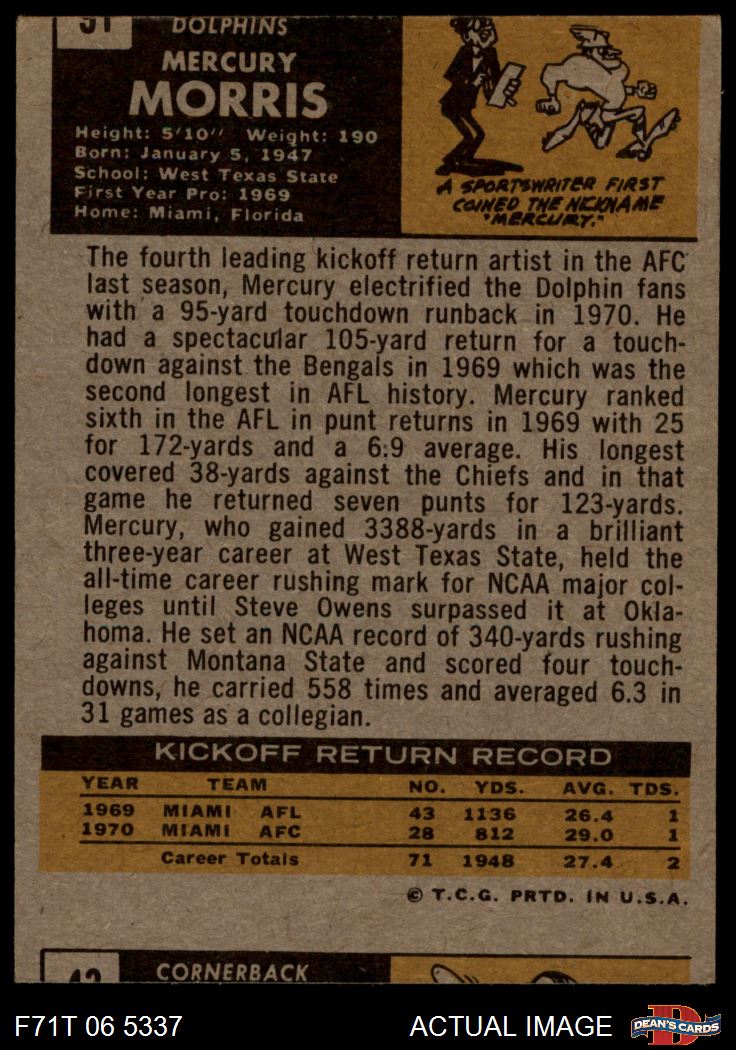 51
DOLPHINS
MERCURY
MORRIS
Height: 5'10" Weight: 190
Born: January 5, 1947
School: West Texas State
First Year Pro: 1969
Home: Miami, Florida
A SPORTSWRITER FIRST
COINED THE NICKNAME
"MERCURY."
The fourth leading kickoff return artist in the AFC
last season, Mercury electrified the Dolphin fans
with a 95-yard touchdown runback in 1970. He
had a spectacular 105-yard return for a touch-
down against the Bengals in 1969 which was the
second longest in AFL history. Mercury ranked
sixth in the AFL in punt returns in 1969 with 25
for 172-yards and a 6.9 average. His longest
covered 38-yards against the Chiefs and in that
game he returned seven punts for 123-yards.
Mercury, who gained 3388-yards in a brilliant
three-year career at West Texas State, held the
all-time career rushing mark for NCAA major col-
leges until Steve Owens surpassed it at Okla-
homa. He set an NCAA record of 340-yards rushing
against Montana State and scored four touch-
downs, he carried 558 times and averaged 6.3 in
31 games as a collegian.
KICKOFF RETURN RECORD
YEAR TEAM NO. YDS. AVG. TDS.
1969 MIAMI AFL 43 1136 26.4 1
1970 MIAMI AFC 28 812 29.0 1
Career Totals 71 1948 27.4 2
© T.C.G. PRTD. IN U.S.A.
CORNERBACK
F71T 06 5337
ACTUAL IMAGE
D
DEAN'S CARDS